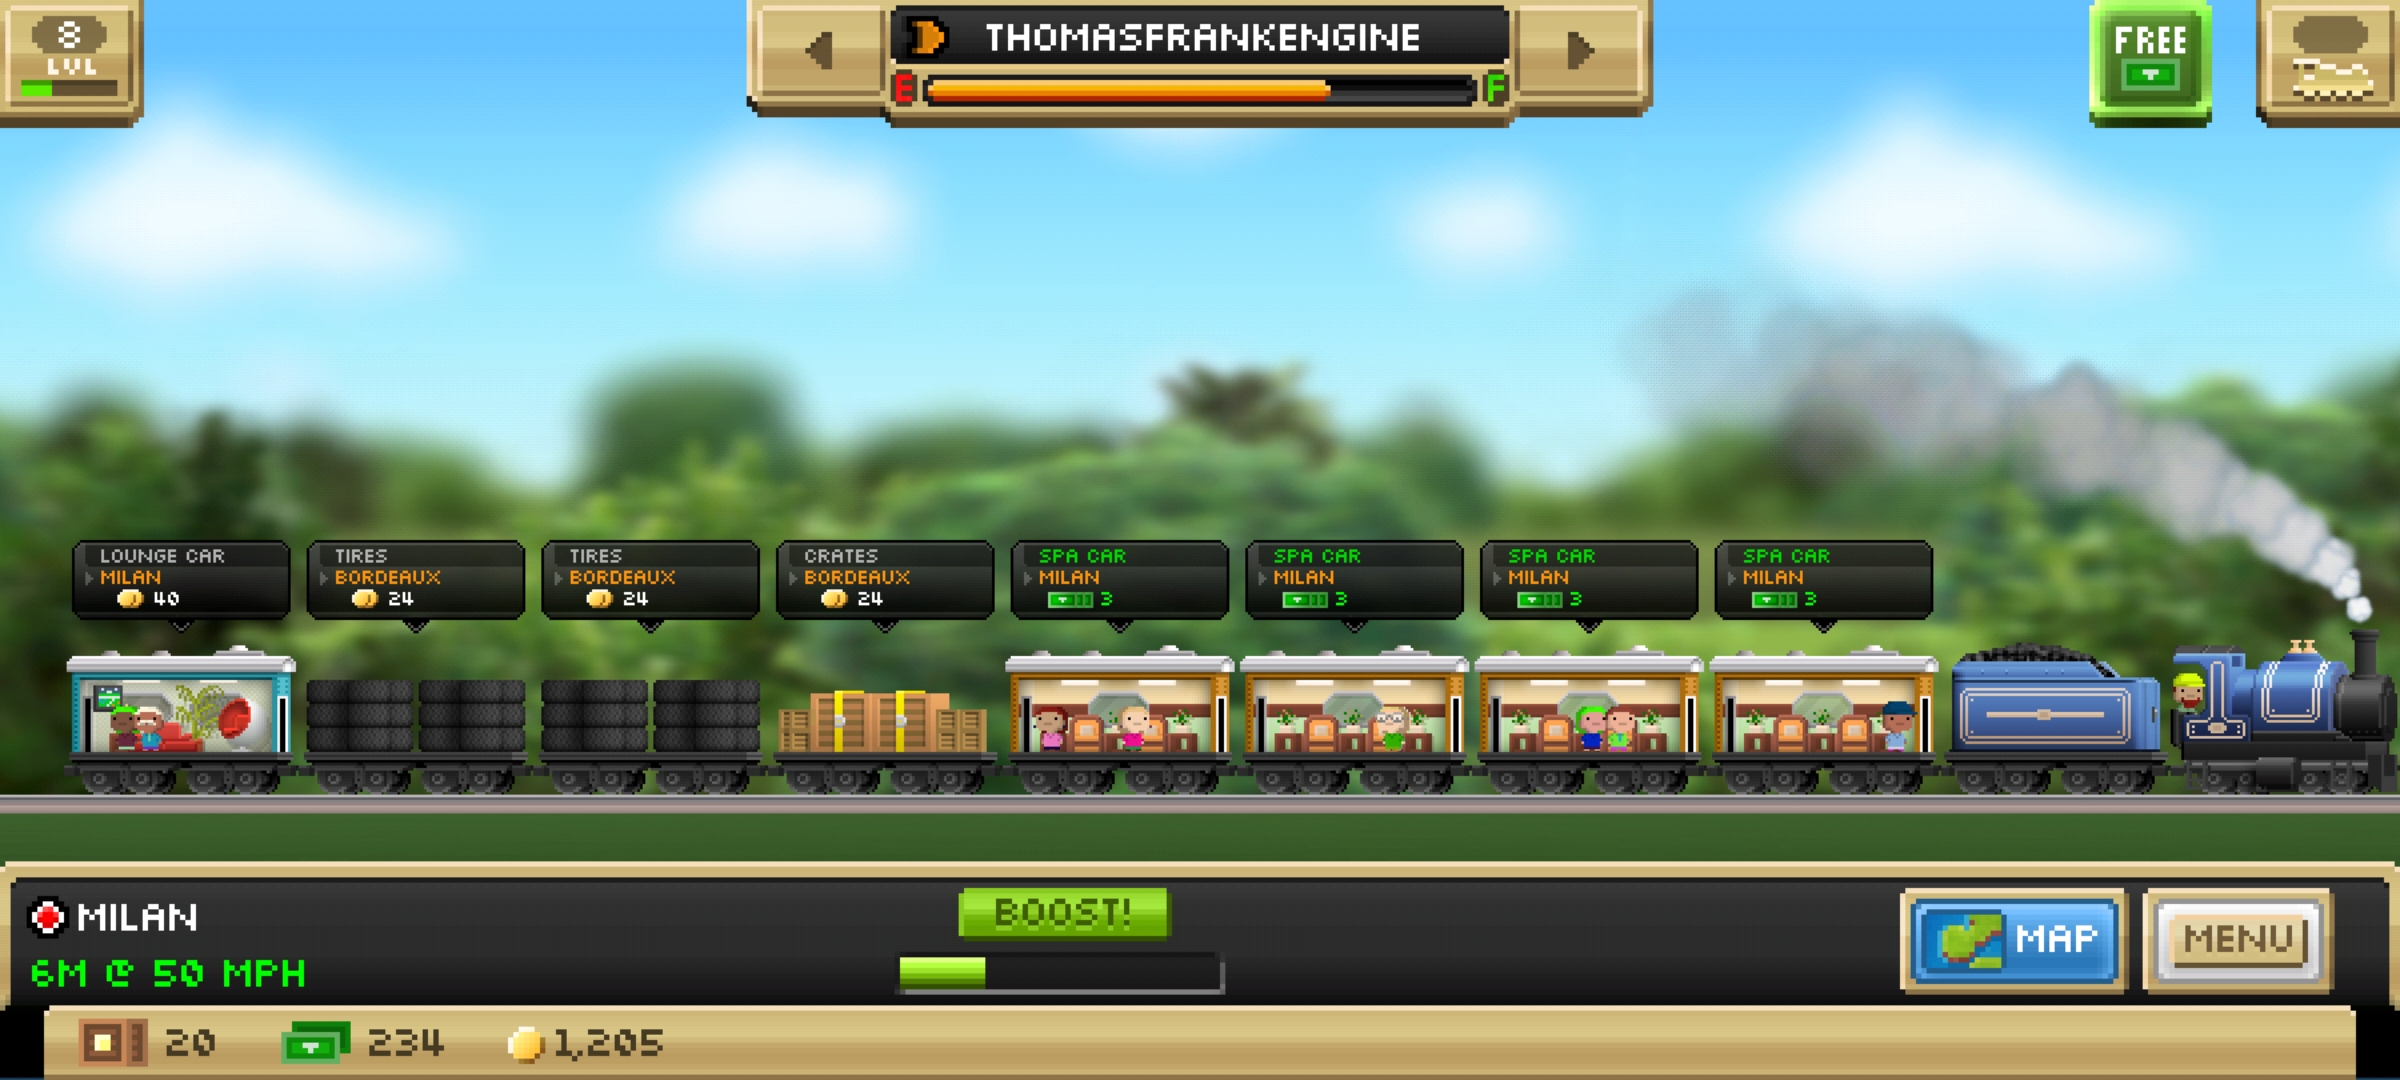 8
LVL
THOMASFRANKENGINE
E
F
FREE
LOUNGE CAR
MILAN
40
TIRES
BORDEAUX
24
TIRES
BORDEAUX
24
CRATES
BORDEAUX
24
SPA CAR
MILAN
3
SPA CAR
MILAN
3
SPA CAR
MILAN
3
SPA CAR
MILAN
3
MILAN
6M @ 50 MPH
BOOST!
MAP
MENU
20
234
1,205